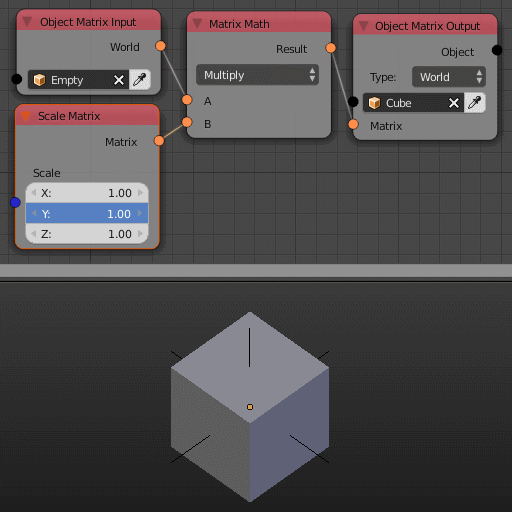 Object Matrix Input
World
Empty
Scale Matrix
Matrix
Scale
X: 1.00
Y: 1.00
Z: 1.00
Matrix Math
Result
Multiply
A
B
Object Matrix Output
Object
Type: World
Cube
Matrix